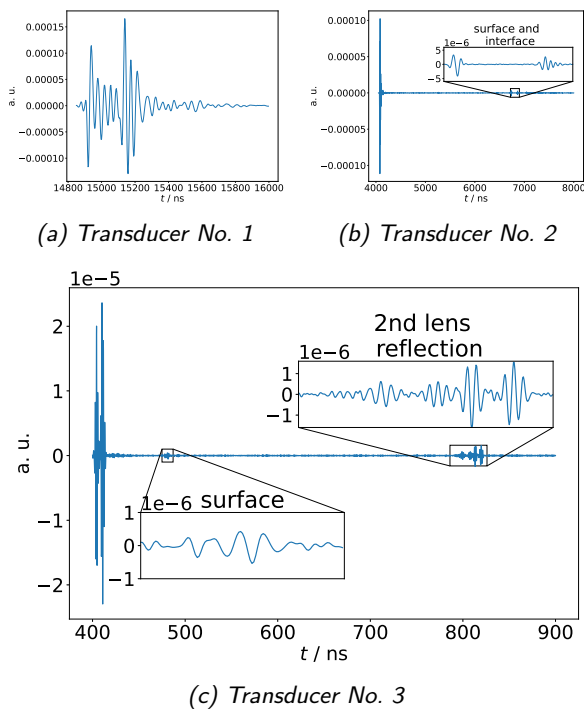 0.00015
0.00010
0.00005
0.00000
−0.00005
−0.00010
a. u.
14800 15000 15200 15400 15600 15800 16000
t / ns
(a) Transducer No. 1
0.00010
0.00005
0.00000
−0.00005
−0.00010
a. u.
surface and
interface
1e−6
5
0
−5
4000 5000 6000 7000 8000
t / ns
(b) Transducer No. 2
1e−5
2
1
0
−1
−2
a. u.
2nd lens
reflection
1e−6
1
0
−1
surface
1e−6
1
0
−1
400 500 600 700 800 900
t / ns
(c) Transducer No. 3